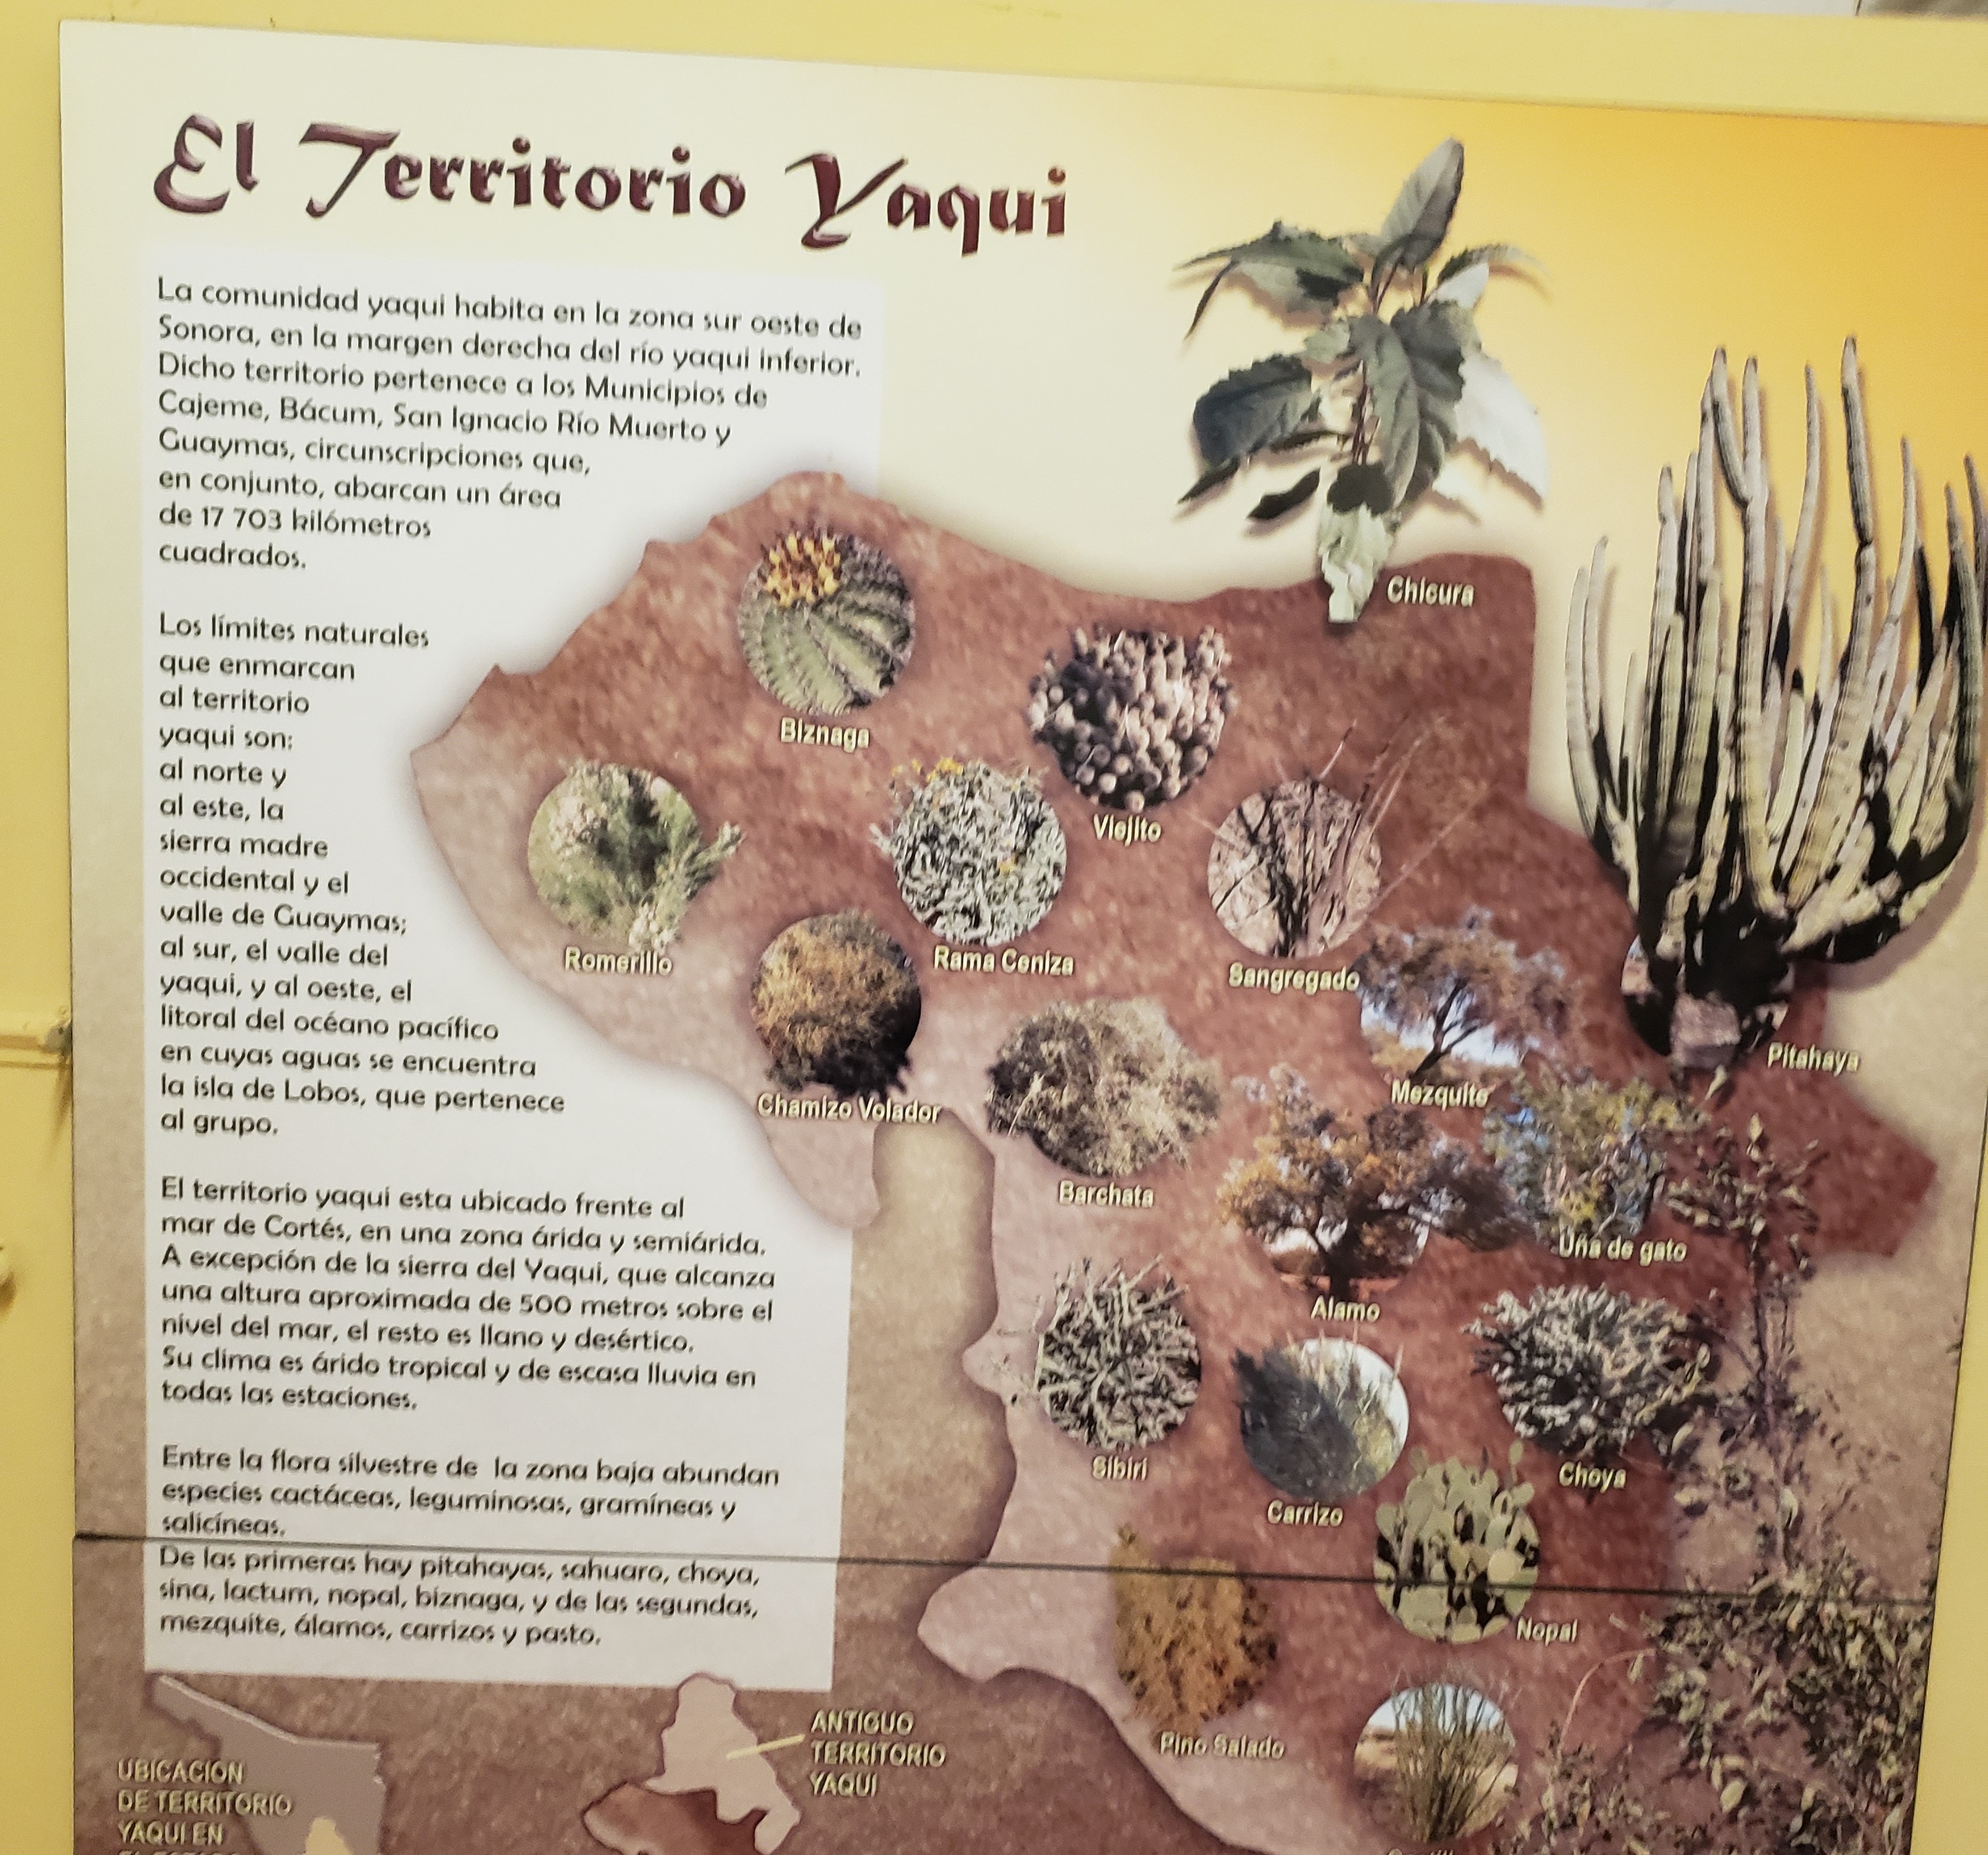 El Territorio Yaqui
La comunidad yaqui habita en la zona sur oeste de
Sonora, en la margen derecha del río yaqui inferior.
Dicho territorio pertenece a los Municipios de
Cajeme, Bácum, San Ignacio Río Muerto y
Guaymas, circunscripciones que,
en conjunto, abarcan un área
de 17 703 kilómetros
cuadrados.
Los límites naturales
que enmarcan
al territorio
yaqui son:
al norte y
al este, la
sierra madre
occidental y el
valle de Guaymas;
al sur, el valle del
yaqui, y al oeste, el
litoral del océano pacífico
en cuyas aguas se encuentra
la isla de Lobos, que pertenece
al grupo.
El territorio yaqui esta ubicado frente al
mar de Cortés, en una zona árida y semiárida.
A excepción de la sierra del Yaqui, que alcanza
una altura aproximada de 500 metros sobre el
nivel del mar, el resto es llano y desértico.
Su clima es árido tropical y de escasa lluvia en
todas las estaciones.
Entre la flora silvestre de la zona baja abundan
especies cactáceas, leguminosas, gramíneas y
salicíneas.
De las primeras hay pitahayas, sahuaro, choya,
sina, lactum, nopal, biznaga, y de las segundas,
mezquite, álamos, carrizos y pasto.
Chicura
Biznaga
Viejito
Romerillo
Rama Ceniza
Sangregado
Pitahaya
Mezquite
Chamizo Volador
Barchata
Uña de gato
Alamo
Sibiri
Choya
Carrizo
Nopal
Pino Salado
ANTIGUO
TERRITORIO
YAQUI
UBICACION
DE TERRITORIO
YAQUI EN